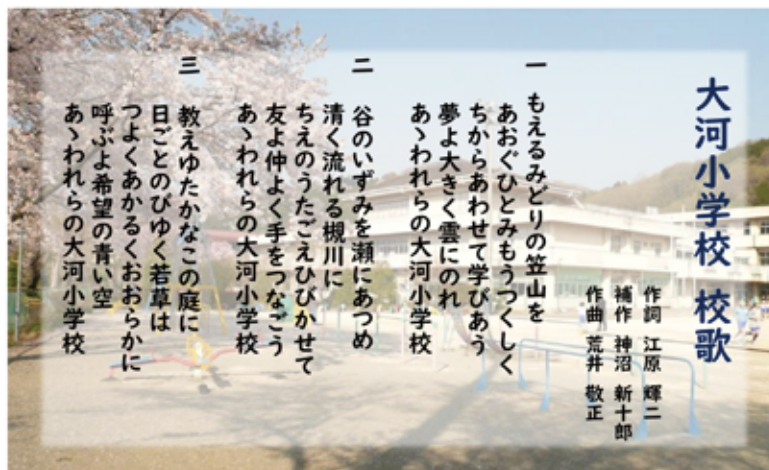 大河小学校 校歌
作詞 江原 輝二
補作 神沼 新十郎
作曲 荒井 敬正
一 もえるみどりの笠山を
あおぐひとみもうつくしく
ちからあわせて学びあう
夢よ大きく雲にのれ
あゝわれらの大河小学校
二 谷のいずみを瀬にあつめ
清く流れる槻川に
ちえのうたごえひびかせて
友よ仲よく手をつなごう
あゝわれらの大河小学校
三 教えゆたかなこの庭に
日ごとのびゆく若草は
つよくあかるくおおらかに
呼ぶよ希望の青い空
あゝわれらの大河小学校